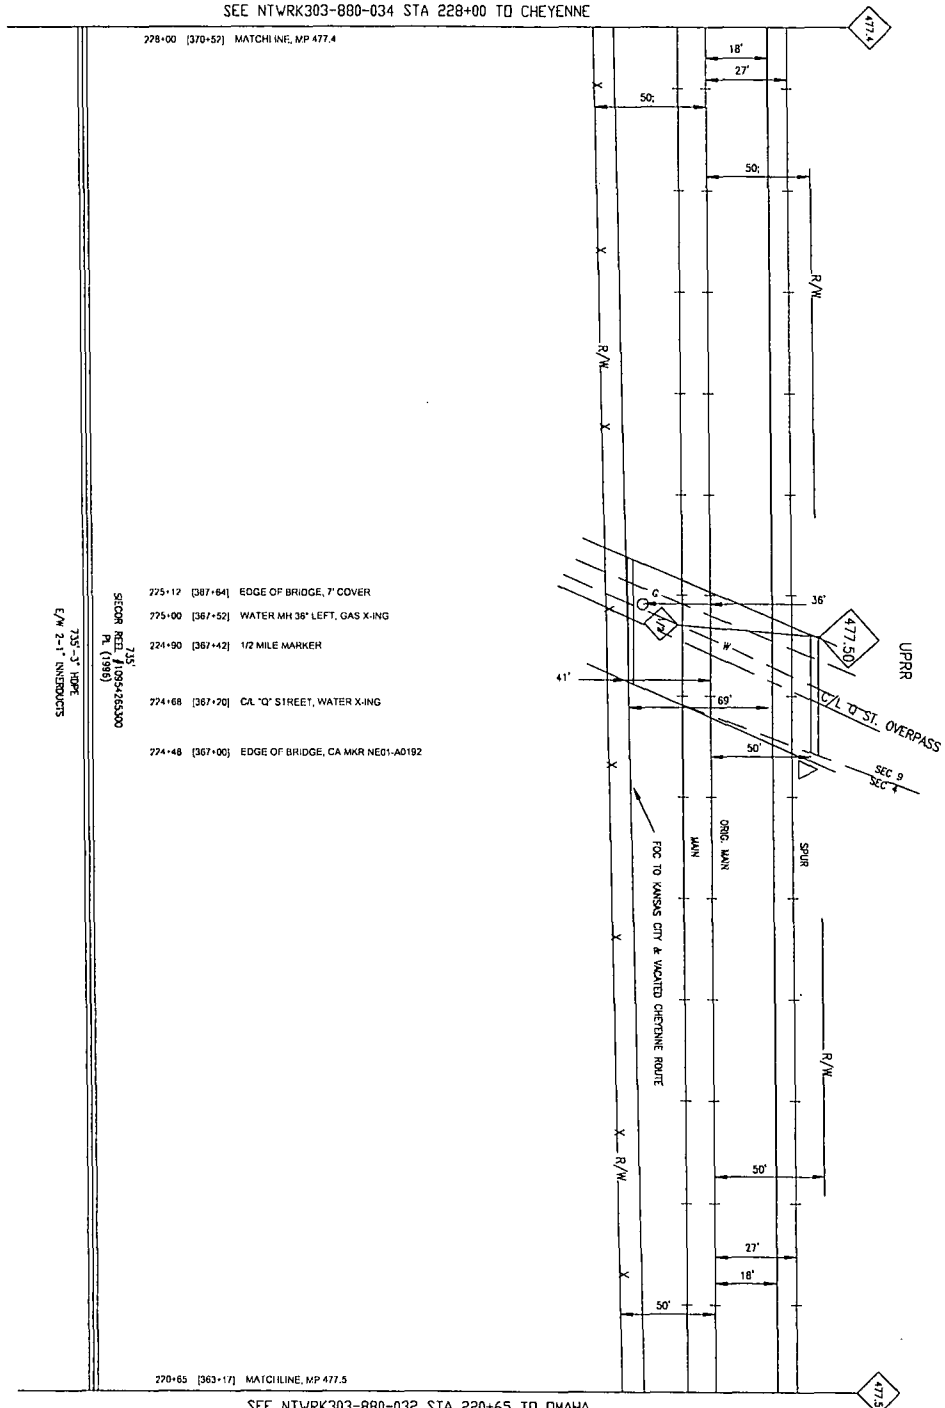 SEE NTWRK303-880-034 STA 228+00 TO CHEYENNE
477.4
228+00 [370+52] MATCHLINE, MP 477.4
18'
27'
50;
50;
R/W
R/W
225+12 [367+64] EDGE OF BRIDGE, 7' COVER
225+00 [367+52] WATER MH 36" LEFT, GAS X-ING
224+90 [367+42] 1/2 MILE MARKER
224+68 [367+20] C/L "Q" STREET, WATER X-ING
224+48 [367+00] EDGE OF BRIDGE, CA MKR NE01-A0192
G
36'
1/2
W
477.50
UPRR
C/L "Q" ST. OVERPASS
41'
69'
50'
SEC 9
SEC 4
735'
SECOR REEL #10954265300
PL (1996)
735'-3" HDPE
E/W 2-1" INNERDUCTS
FOC TO KANSAS CITY & VACATED CHEYENNE ROUTE
MAIN
ORIG. MAIN
SPUR
R/W
R/W
50'
27'
18'
50'
220+65 [363+17] MATCHLINE, MP 477.5
477.5
SEE NTWRK303-880-032 STA 220+65 TO OMAHA